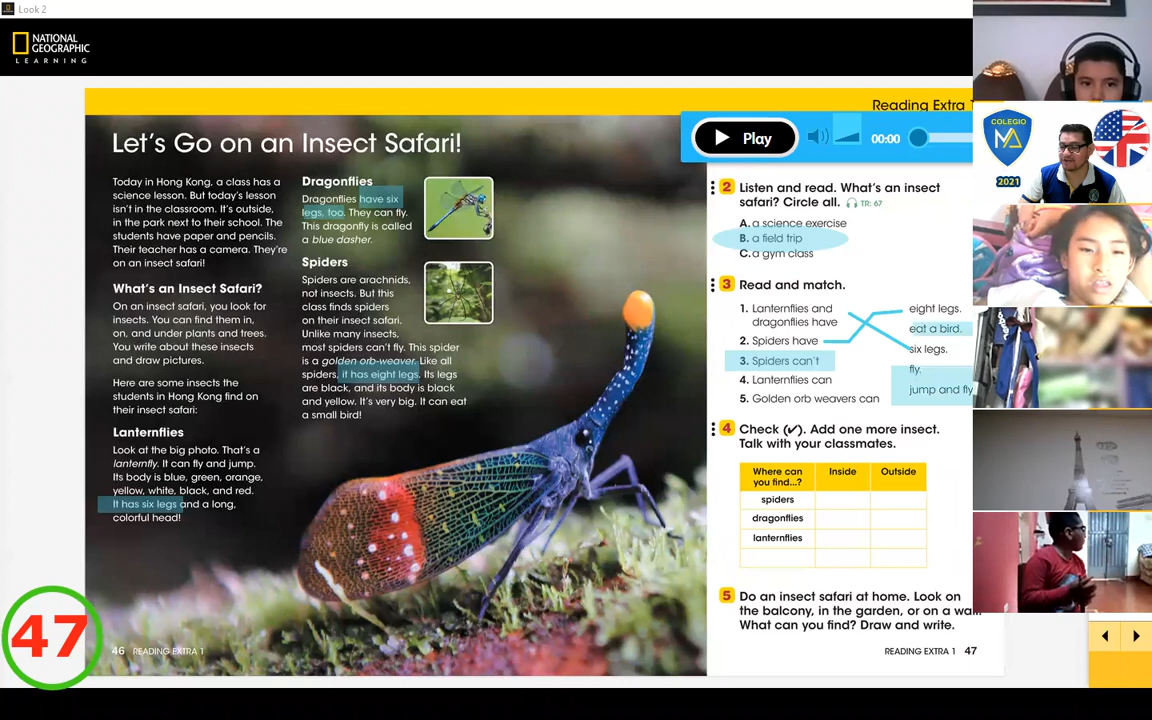 Look 2
NATIONAL
GEOGRAPHIC
LEARNING
Reading Extra 1
Let's Go on an Insect Safari!
Today in Hong Kong, a class has a
science lesson. But today's lesson
isn't in the classroom. It's outside,
in the park next to their school. The
students have paper and pencils.
Their teacher has a camera. They're
on an insect safari!
What's an Insect Safari?
On an insect safari, you look for
insects. You can find them in,
on, and under plants and trees.
You write about these insects
and draw pictures.
Here are some insects the
students in Hong Kong find on
their insect safari:
Lanternflies
Look at the big photo. That's a
lanternfly. It can fly and jump.
Its body is blue, green, orange,
yellow, white, black, and red.
It has six legs and a long,
colorful head!
Dragonflies
Dragonflies have six
legs, too. They can fly.
This dragonfly is called
a blue dasher.
Spiders
Spiders are arachnids,
not insects. But this
class finds spiders
on their insect safari.
Unlike many insects,
most spiders can't fly. This spider
is a golden orb-weaver. Like all
spiders, it has eight legs. Its legs
are black, and its body is black
and yellow. It's very big. It can eat
a small bird!
Play
00:00
2 Listen and read. What's an insect
safari? Circle all. TR: 67
A. a science exercise
B. a field trip
C. a gym class
3 Read and match.
1. Lanternflies and
dragonflies have
2. Spiders have
3. Spiders can't
4. Lanternflies can
5. Golden orb weavers can
eight legs.
eat a bird.
six legs.
fly.
jump and fly
4 Check (✔). Add one more insect.
Talk with your classmates.
Where can
you find...? Inside Outside
spiders
dragonflies
lanternflies
5 Do an insect safari at home. Look on
the balcony, in the garden, or on a wa
What can you find? Draw and write.
47
46 READING EXTRA 1
READING EXTRA 1 47
COLEGIO
MA
2021